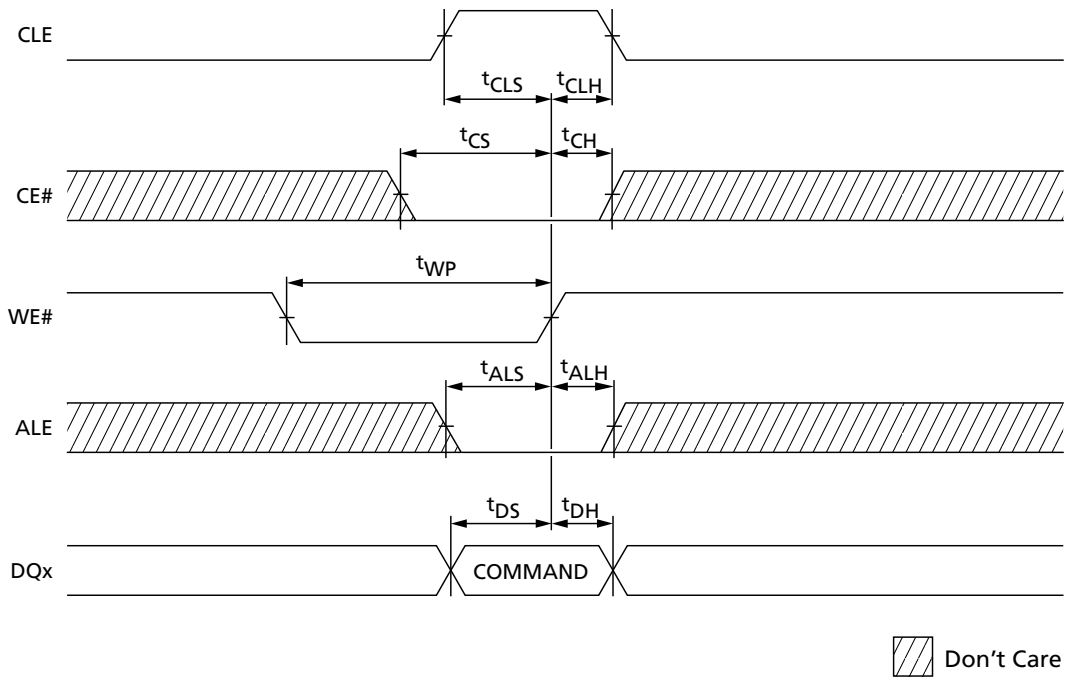 CLE
tCLS tCLH
tCS tCH
CE#
tWP
WE#
tALS tALH
ALE
tDS tDH
DQx COMMAND
Don't Care